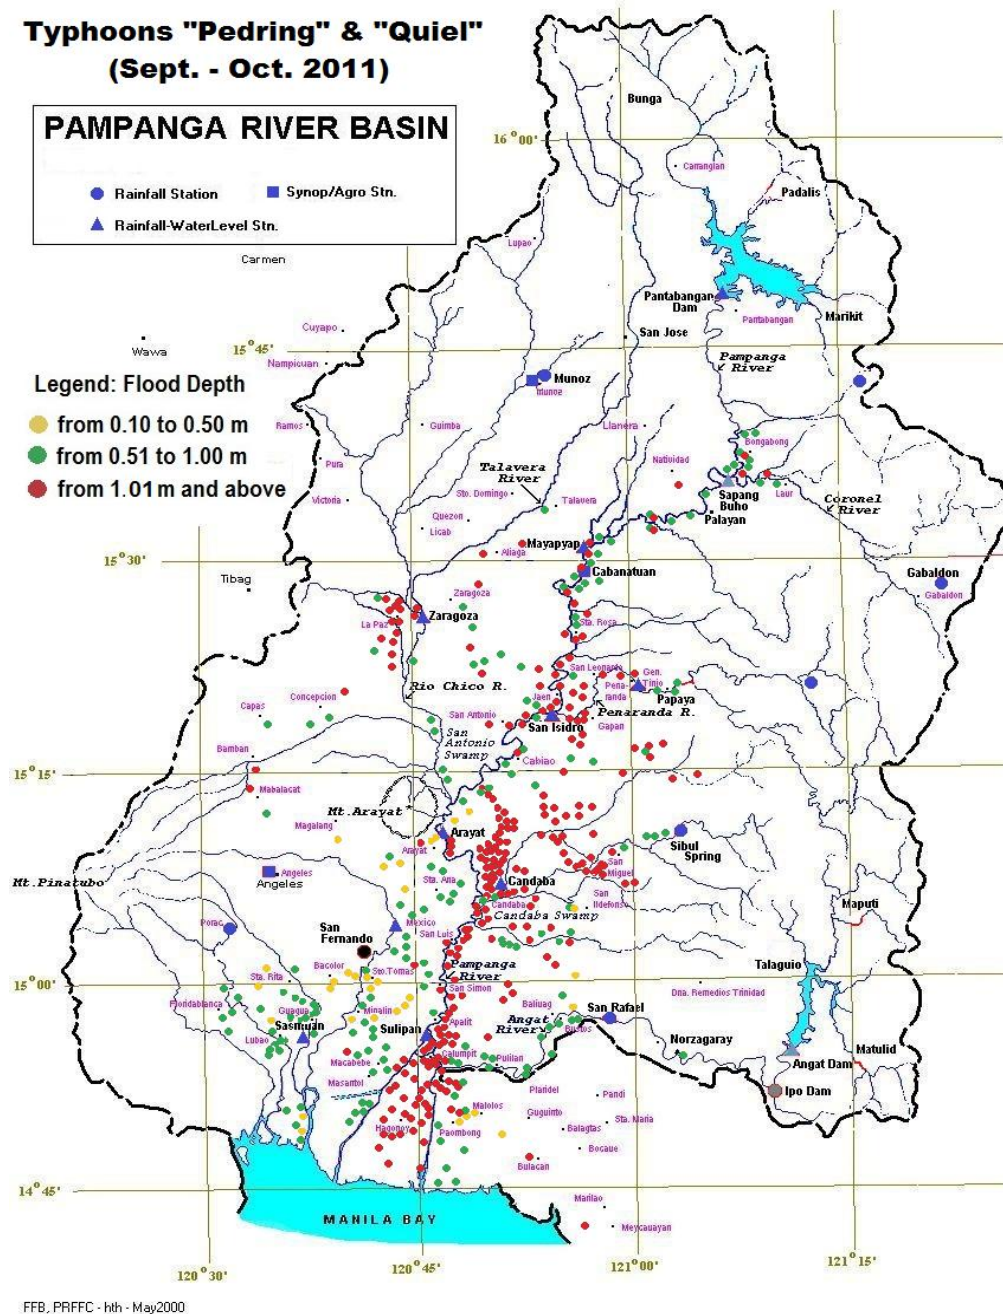 Typhoons "Pedring" & "Quiel"
(Sept. - Oct. 2011)
PAMPANGA RIVER BASIN
Rainfall Station
Synop/Agro Stn.
Rainfall-WaterLevel Stn.
Bunga
16°00'
Carranglan
Padalis
Lupao
Carmen
Pantabangan
Dam
Pantabangan
Marikit
Cuyapo
San Jose
Wawa
15°45'
Nampicuan
Pampanga
River
Legend: Flood Depth
from 0.10 to 0.50 m
from 0.51 to 1.00 m
from 1.01 m and above
Munoz
Munoz
Ramos
Guimba
Llanera
Bongabong
Pura
Talavera
River
Natividad
Victoria
Sto. Domingo
Talavera
Sapang
Buho
Laur
Coronel
River
Quezon
Licab
Palayan
Mayapyap
Aliaga
15°30'
Cabanatuan
Gabaldon
Gabaldon
Tibag
Zaragoza
Zaragoza
La Paz
Sta. Rosa
San Leonardo
Gen.
Tinio
Rio Chico R.
Pena-
randa
Papaya
Concepcion
Jaen
Capas
San Antonio
San Isidro
Penaranda R.
Gapan
San
Antonio
Swamp
Bamban
Cabiao
15°15'
Mabalacat
Mt. Arayat
Magalang
Arayat
Arayat
Sibul
Spring
San
Miguel
Angeles
Angeles
Mt.Pinatubo
Sta. Ana
Candaba
Candaba
San
Ildefonso
Candaba Swamp
Maputi
Porac
San
Fernando
Mexico
San Luis
Bacolor
Sto.Tomas
Pampanga
River
Talaguio
15°00'
Sta. Rita
San Simon
Dna. Remedios Trinidad
Floridablanca
Guagua
Minalin
Baliuag
San Rafael
Sasmuan
Apalit
Angat
River
Bustos
Lubao
Sulipan
Norzagaray
Matulid
Macabebe
Calumpit
Pulilan
Angat Dam
Masantol
Plaridel
Pandi
Ipo Dam
Malolos
Guguinto
Sta. Maria
Hagonoy
Paombong
Balagtas
Bocaue
Bulacan
14°45'
Marilao
MANILA BAY
Meycauayan
120°30'
120°45'
121°00'
121°15'
FFB, PRFFC - hth - May2000